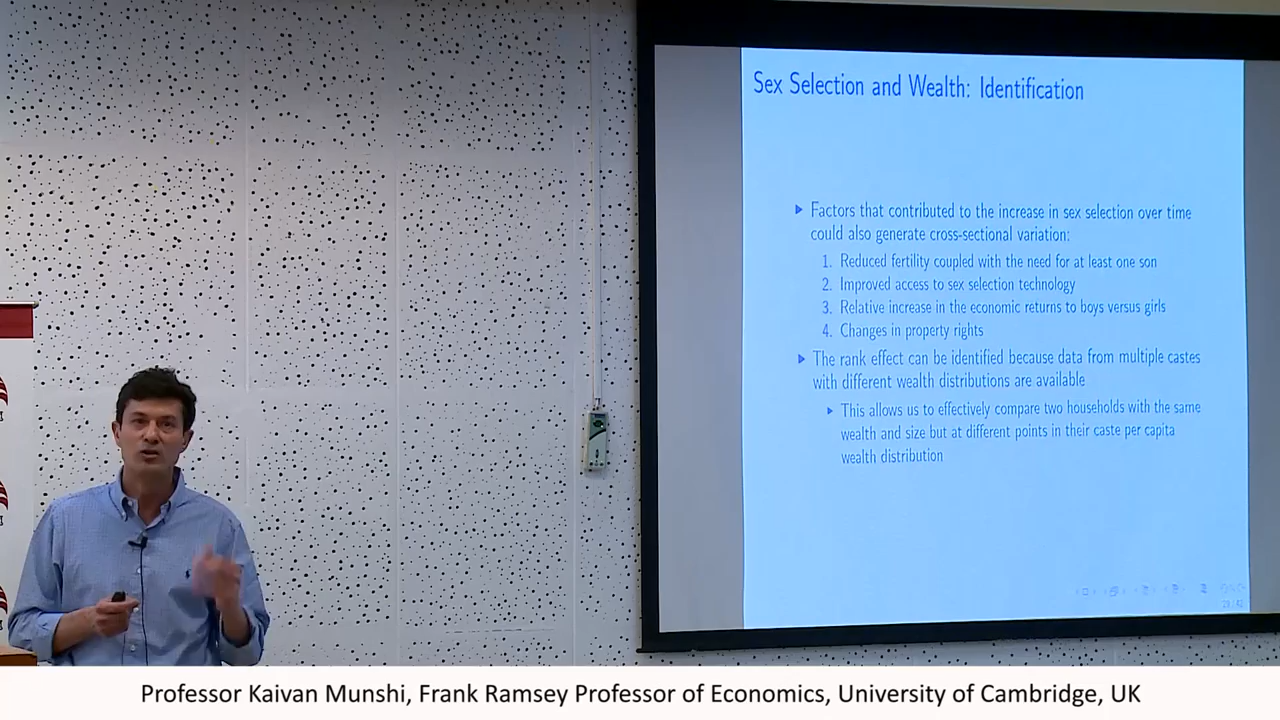 Sex Selection and Wealth: Identification
Factors that contributed to the increase in sex selection over time
could also generate cross-sectional variation:
1. Reduced fertility coupled with the need for at least one son
2. Improved access to sex selection technology
3. Relative increase in the economic returns to boys versus girls
4. Changes in property rights
The rank effect can be identified because data from multiple castes
with different wealth distributions are available
This allows us to effectively compare two households with the same
wealth and size but at different points in their caste per capita
wealth distribution
Professor Kaivan Munshi, Frank Ramsey Professor of Economics, University of Cambridge, UK